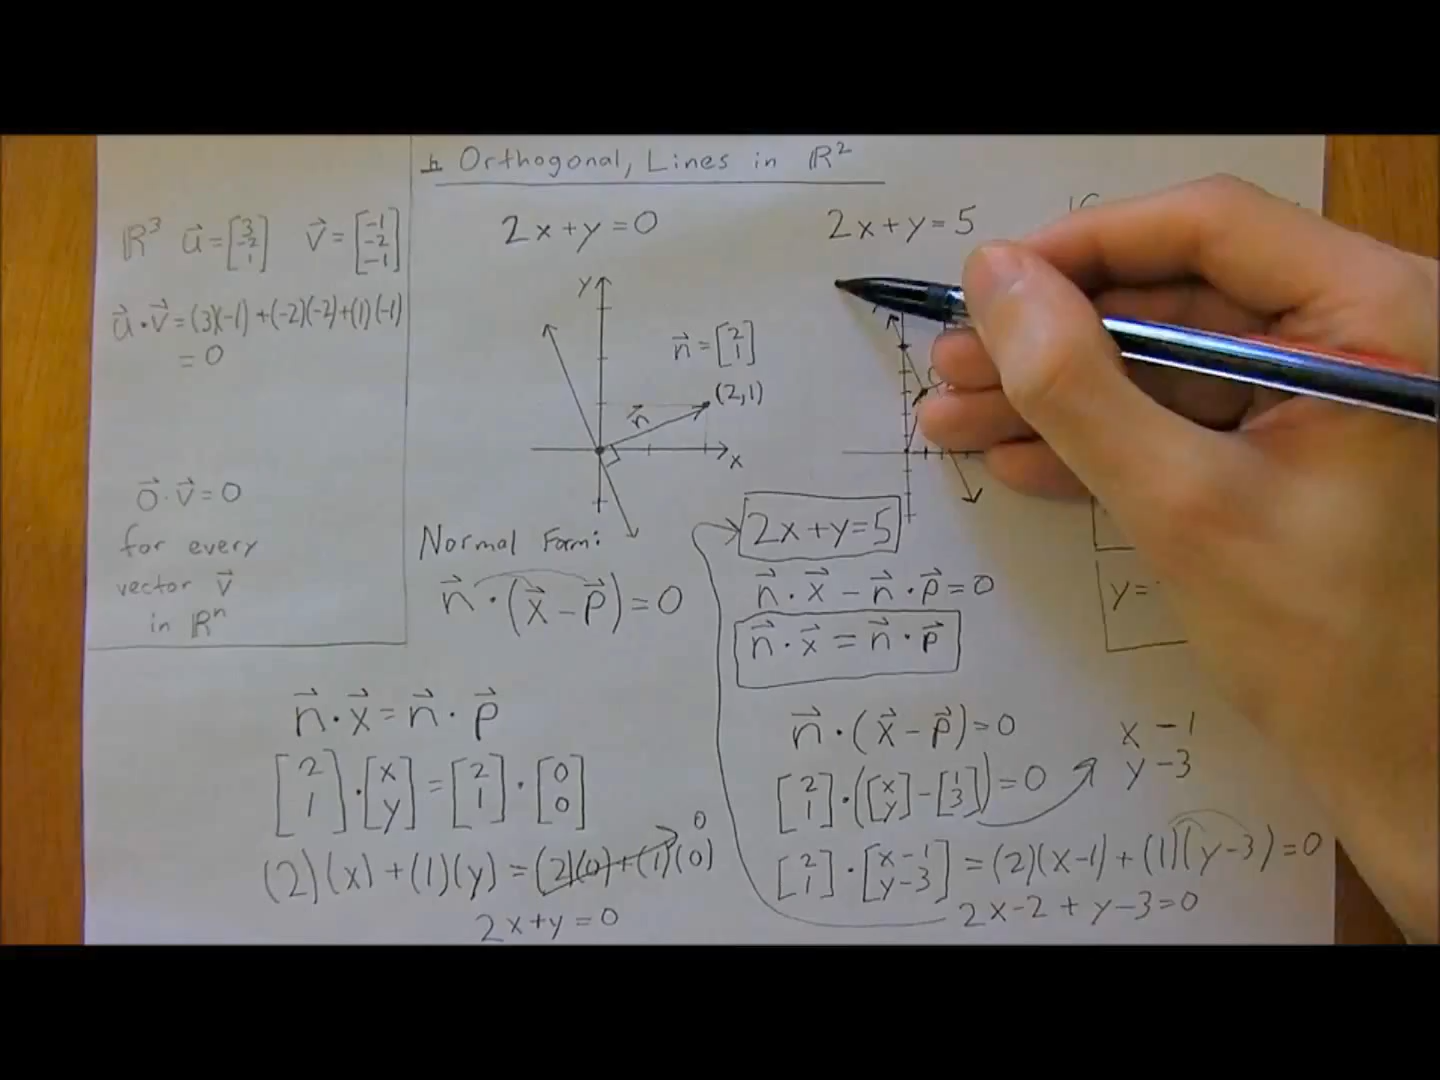 Orthogonal, Lines in ℝ²
ℝ³ u⃗ = [3 -2 1] v⃗ = [-1 -2 -1]
u⃗ · v⃗ = (3)(-1) + (-2)(-2) + (1)(-1)
= 0
0⃗ · v⃗ = 0
for every
vector v⃗
in ℝⁿ
2x + y = 0
y
n⃗ = [2 1]
(2,1)
n⃗
x
Normal Form:
n⃗ · (x⃗ - p⃗) = 0
n⃗ · x⃗ = n⃗ · p⃗
[2 1] · [x y] = [2 1] · [0 0]
(2)(x) + (1)(y) = (2)(0) + (1)(0) 0
2x + y = 0
2x + y = 5
2x + y = 5
n⃗ · x⃗ - n⃗ · p⃗ = 0
n⃗ · x⃗ = n⃗ · p⃗
n⃗ · (x⃗ - p⃗) = 0
[2 1] · ([x y] - [1 3]) = 0
x - 1
y - 3
[2 1] · [x-1 y-3] = (2)(x-1) + (1)(y-3) = 0
2x - 2 + y - 3 = 0
y =